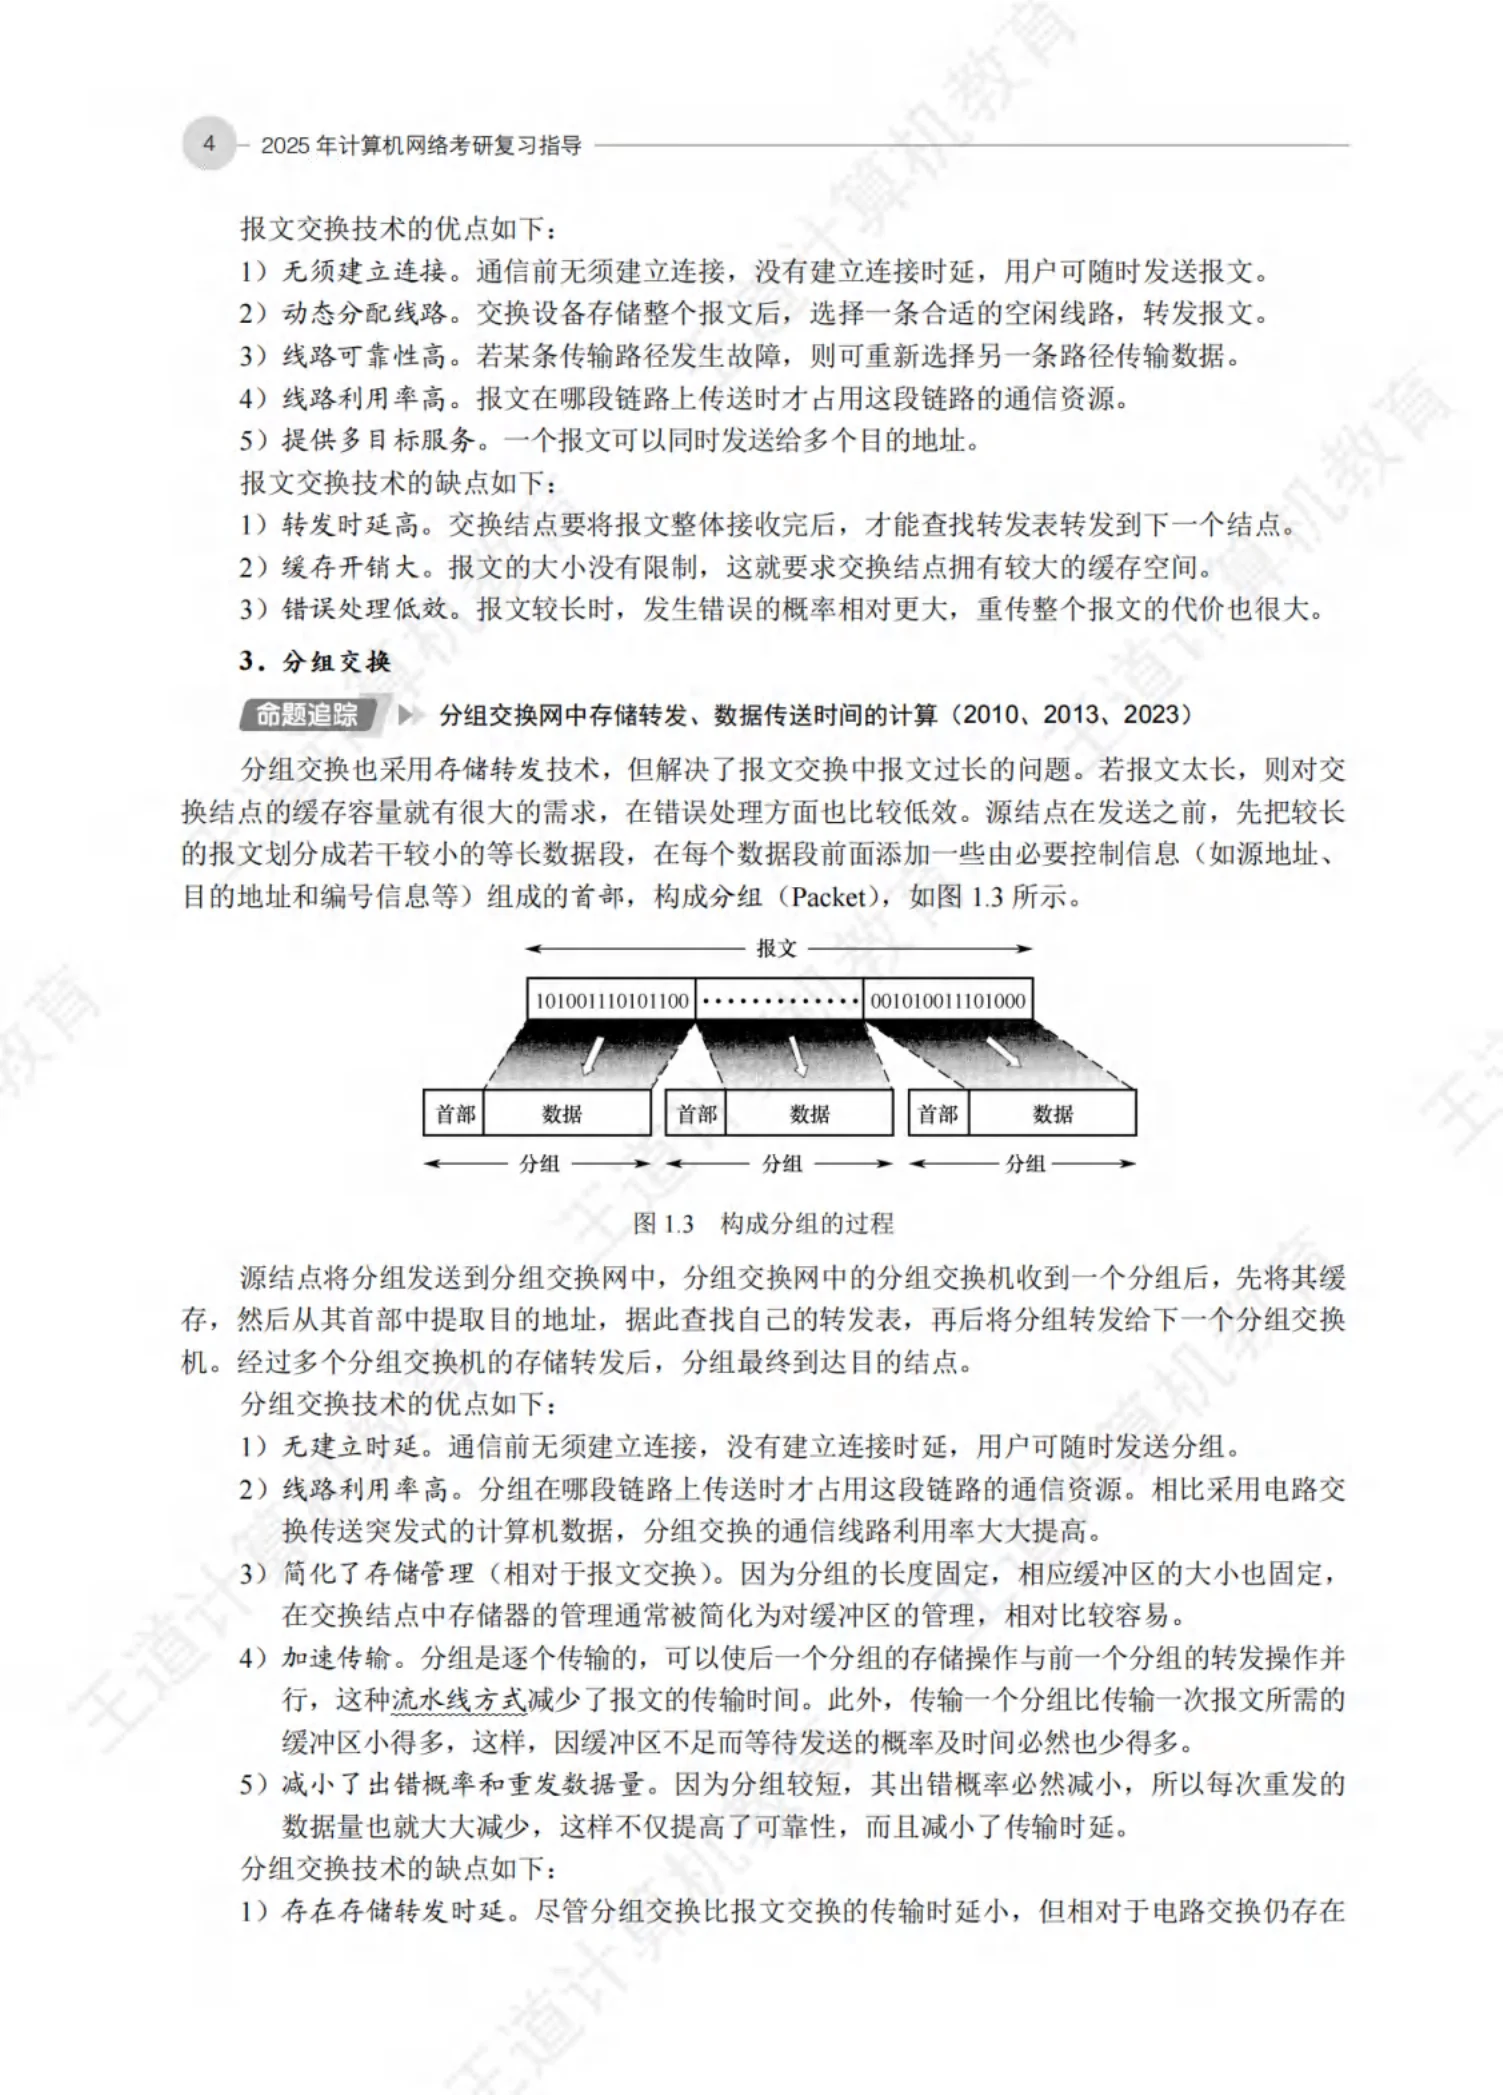 4 2025 年计算机网络考研复习指导
报文交换技术的优点如下：
1）无须建立连接。通信前无须建立连接，没有建立连接时延，用户可随时发送报文。
2）动态分配线路。交换设备存储整个报文后，选择一条合适的空闲线路，转发报文。
3）线路可靠性高。若某条传输路径发生故障，则可重新选择另一条路径传输数据。
4）线路利用率高。报文在哪段链路上传送时才占用这段链路的通信资源。
5）提供多目标服务。一个报文可以同时发送给多个目的地址。
报文交换技术的缺点如下：
1）转发时延高。交换结点要将报文整体接收完后，才能查找转发表转发到下一个结点。
2）缓存开销大。报文的大小没有限制，这就要求交换结点拥有较大的缓存空间。
3）错误处理低效。报文较长时，发生错误的概率相对更大，重传整个报文的代价也很大。
3．分组交换
命题追踪 分组交换网中存储转发、数据传送时间的计算（2010、2013、2023）
分组交换也采用存储转发技术，但解决了报文交换中报文过长的问题。若报文太长，则对交
换结点的缓存容量就有很大的需求，在错误处理方面也比较低效。源结点在发送之前，先把较长
的报文划分成若干较小的等长数据段，在每个数据段前面添加一些由必要控制信息（如源地址、
目的地址和编号信息等）组成的首部，构成分组（Packet），如图 1.3 所示。
报文
101001110101100 ············· 001010011101000
首部 数据 首部 数据 首部 数据
分组 分组 分组
图 1.3 构成分组的过程
源结点将分组发送到分组交换网中，分组交换网中的分组交换机收到一个分组后，先将其缓
存，然后从其首部中提取目的地址，据此查找自己的转发表，再后将分组转发给下一个分组交换
机。经过多个分组交换机的存储转发后，分组最终到达目的结点。
分组交换技术的优点如下：
1）无建立时延。通信前无须建立连接，没有建立连接时延，用户可随时发送分组。
2）线路利用率高。分组在哪段链路上传送时才占用这段链路的通信资源。相比采用电路交
换传送突发式的计算机数据，分组交换的通信线路利用率大大提高。
3）简化了存储管理（相对于报文交换）。因为分组的长度固定，相应缓冲区的大小也固定，
在交换结点中存储器的管理通常被简化为对缓冲区的管理，相对比较容易。
4）加速传输。分组是逐个传输的，可以使后一个分组的存储操作与前一个分组的转发操作并
行，这种流水线方式减少了报文的传输时间。此外，传输一个分组比传输一次报文所需的
缓冲区小得多，这样，因缓冲区不足而等待发送的概率及时间必然也少得多。
5）减小了出错概率和重发数据量。因为分组较短，其出错概率必然减小，所以每次重发的
数据量也就大大减少，这样不仅提高了可靠性，而且减小了传输时延。
分组交换技术的缺点如下：
1）存在存储转发时延。尽管分组交换比报文交换的传输时延小，但相对于电路交换仍存在
王道计算机教育
王道计算机教育
王道计算机教育
王道计算机教育
王道计算机教育
王道计算机教育
王道计算机教育